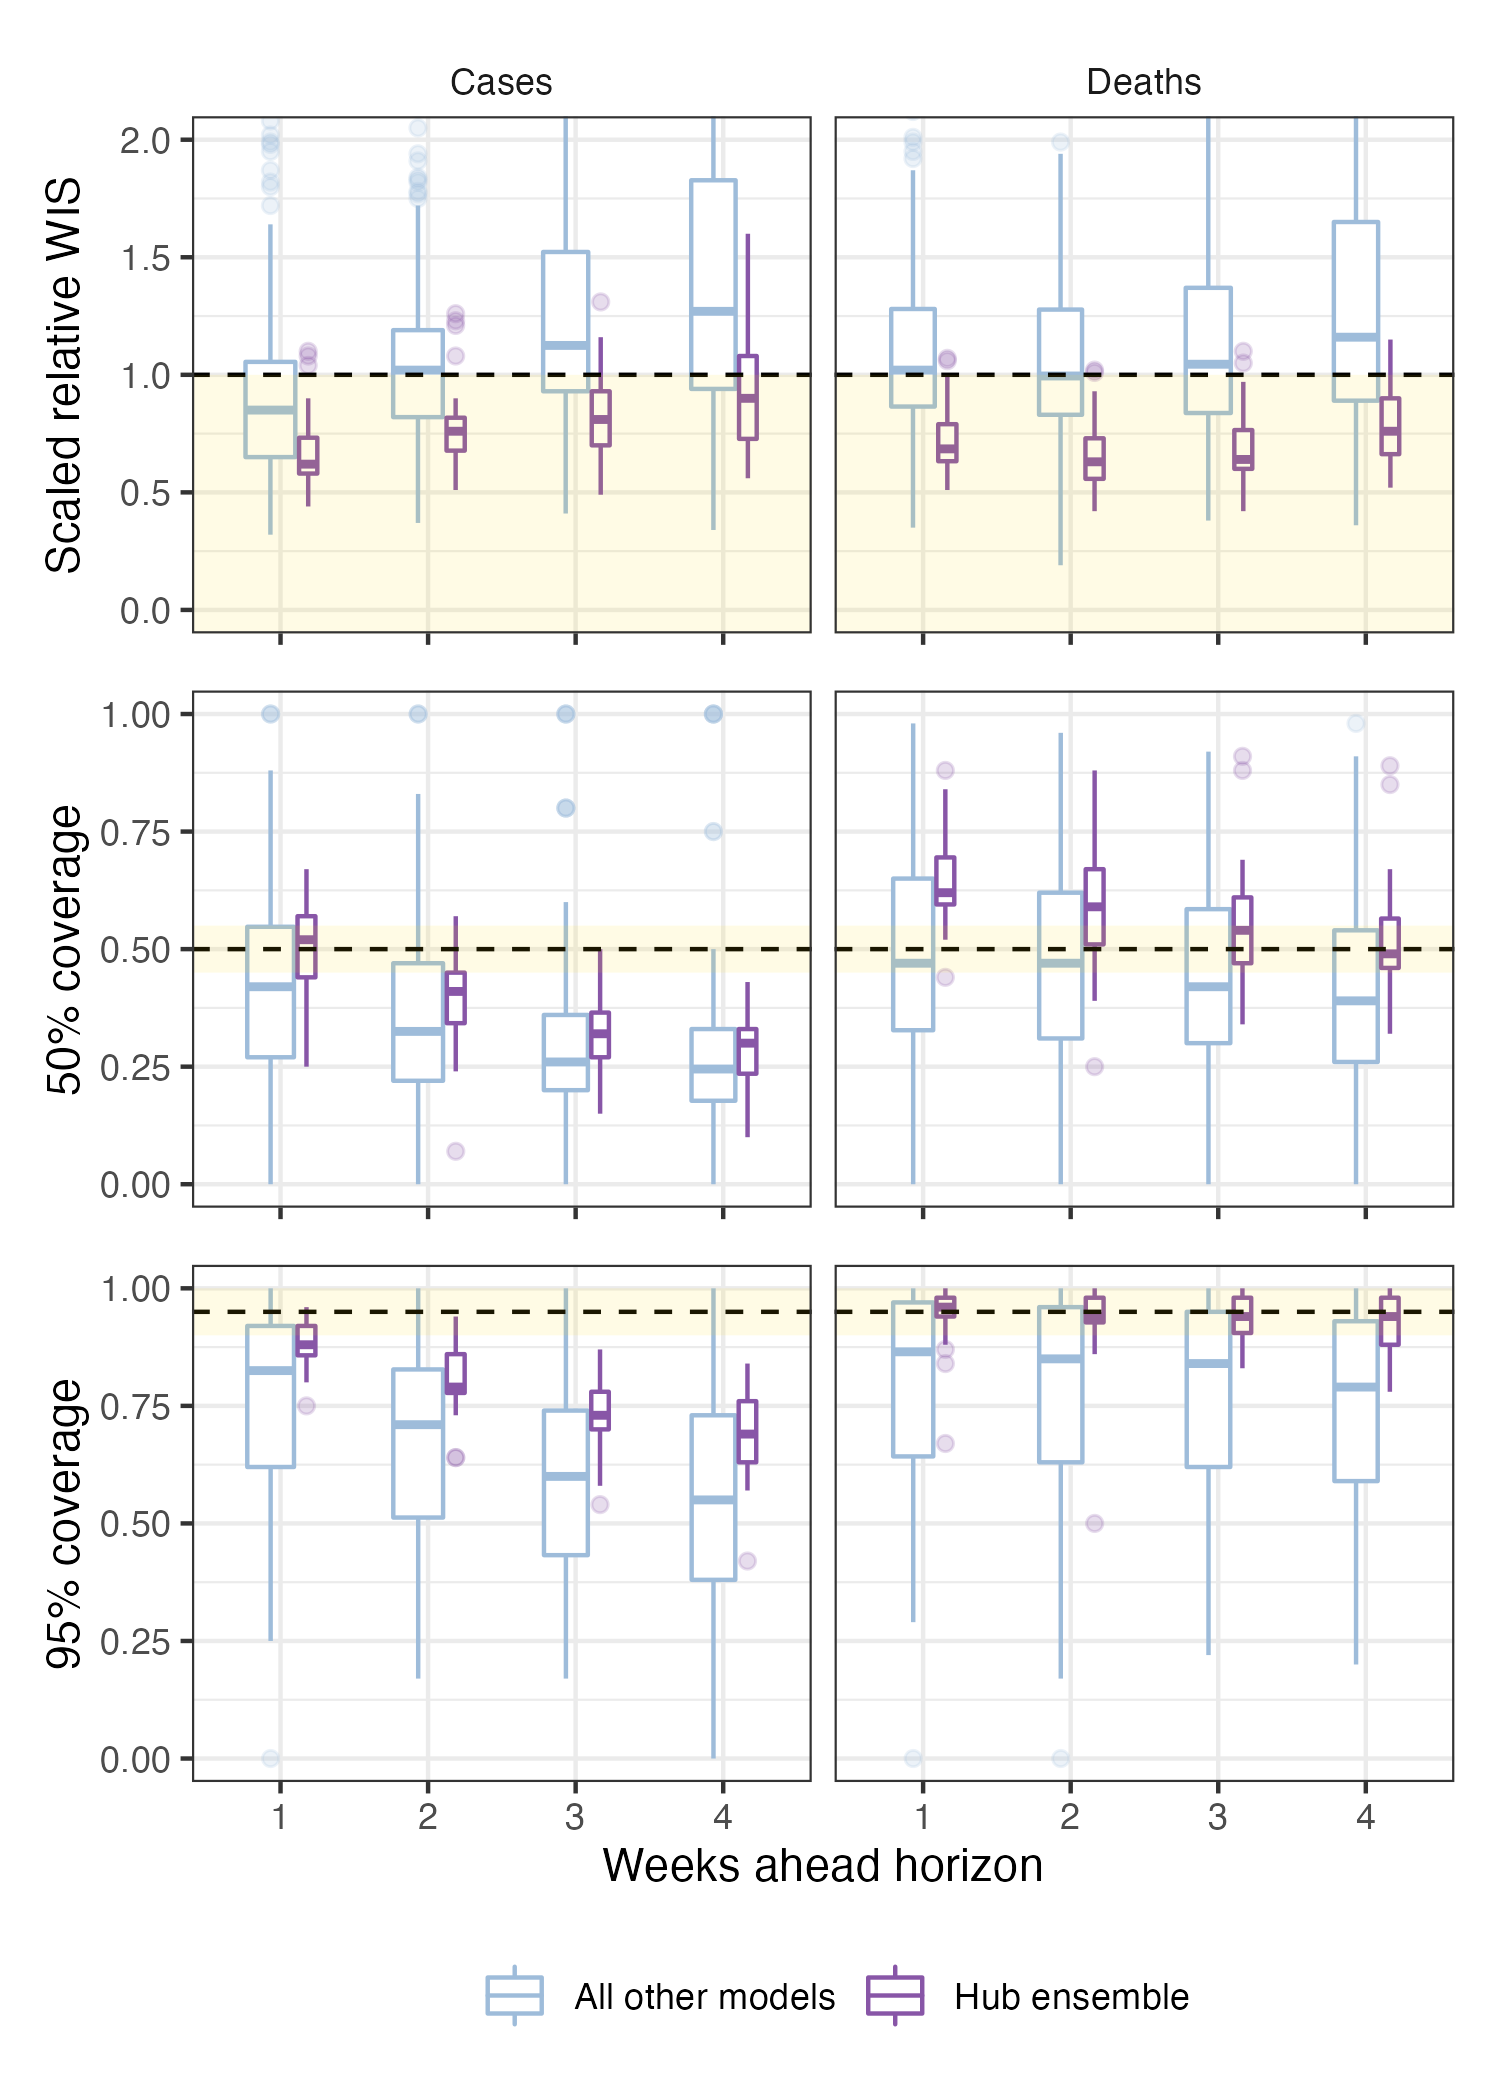 Cases
Deaths
Scaled relative WIS
2.0
1.5
1.0
0.5
0.0
50% coverage
1.00
0.75
0.50
0.25
0.00
95% coverage
1.00
0.75
0.50
0.25
0.00
1 2 3 4 1 2 3 4
Weeks ahead horizon
All other models Hub ensemble